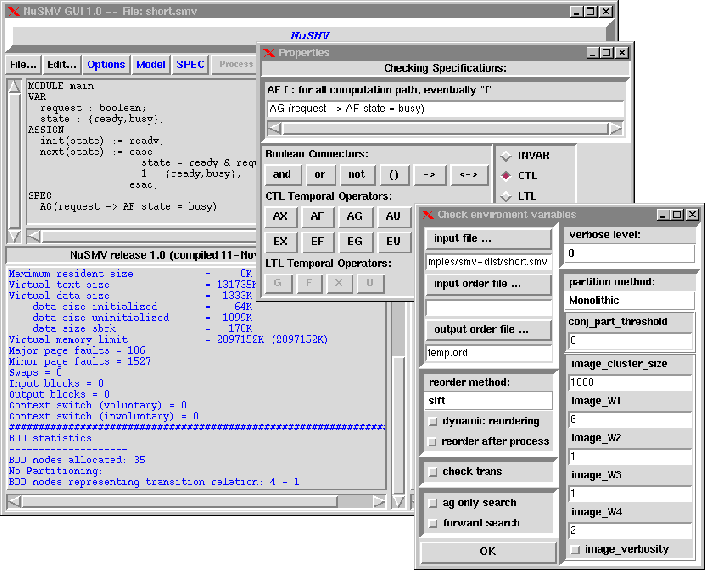 NuSMV GUI 1.0 -- File: short.smv
NuSMV
File... Edit... Options Model SPEC Process
MODULE main
VAR
request : boolean;
state : {ready,busy};
ASSIGN
init(state) := ready;
next(state) := case
state = ready & requ
1 : {ready,busy};
esac;
SPEC
AG(request -> AF state = busy)
NuSMV release 1.0 (compiled 11-Nov
Maximum resident size = 0K
Virtual text size = 131735K
Virtual data size = 1333K
data size initialized = 64K
data size uninitialized = 1099K
data size sbrk = 170K
Virtual memory limit = 2097152K (2097152K)
Major page faults = 106
Minor page faults = 1527
Swaps = 0
Input blocks = 0
Output blocks = 0
Context switch (voluntary) = 0
Context switch (involuntary) = 0
BDD statistics
--------------------
BDD nodes allocated: 35
No Partitioning:
BDD nodes representing transition relation: 4 + 1
Properties
Checking Specifications:
AF f : for all computation path, eventually "f"
AG (request -> AF state = busy)
Boolean Connectors:
and or not () -> <->
CTL Temporal Operators:
AX AF AG AU
EX EF EG EU
LTL Temporal Operators:
G F X U
INVAR
CTL
LTL
Check enviroment variables
input file ...
mples/smv-dist/short.smv
input order file ...
output order file ...
temp.ord
reorder method:
sift
dynamic reordering
reorder after process
check trans
ag only search
forward search
OK
verbose level:
0
partition method:
Monolithic
conj_part_threshold
0
image_cluster_size
1000
image_W1
6
image_W2
1
image_W3
1
image_W4
2
image_verbosity